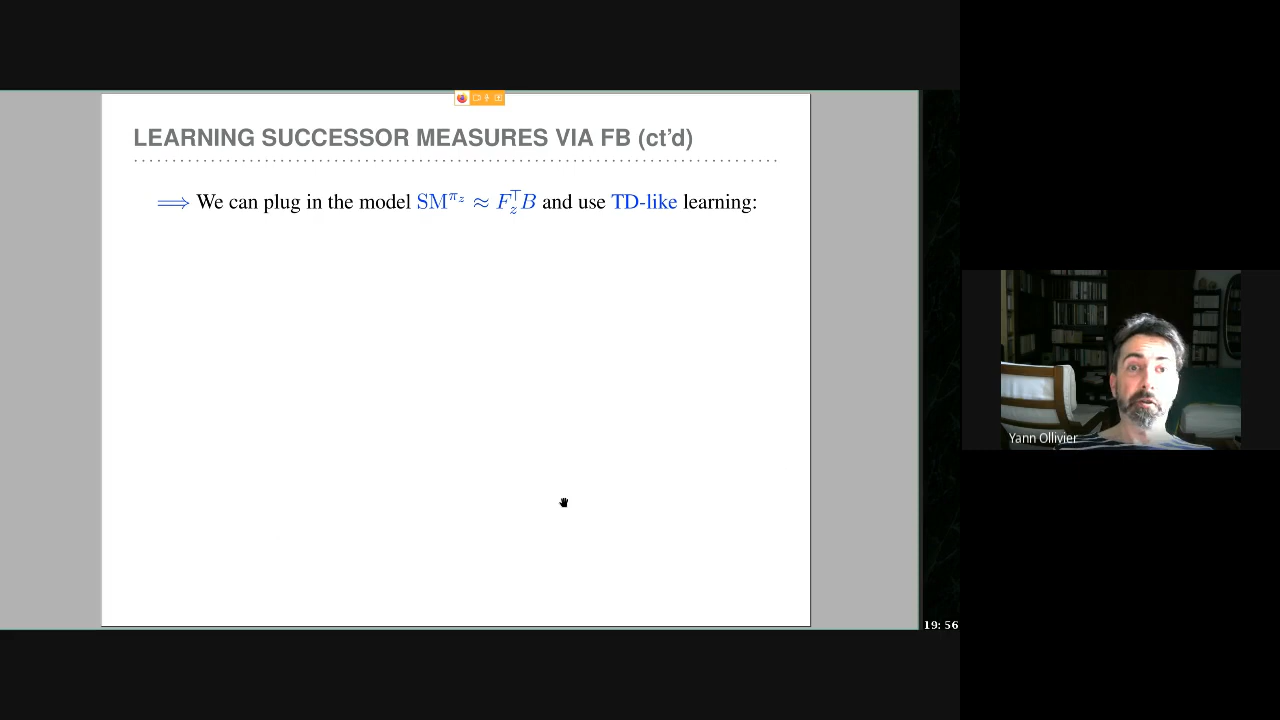 LEARNING SUCCESSOR MEASURES VIA FB (ct'd)
⟹ We can plug in the model SM^{π_z} ≈ F_z^⊤ B and use TD-like learning:
Yann Ollivier
19: 56